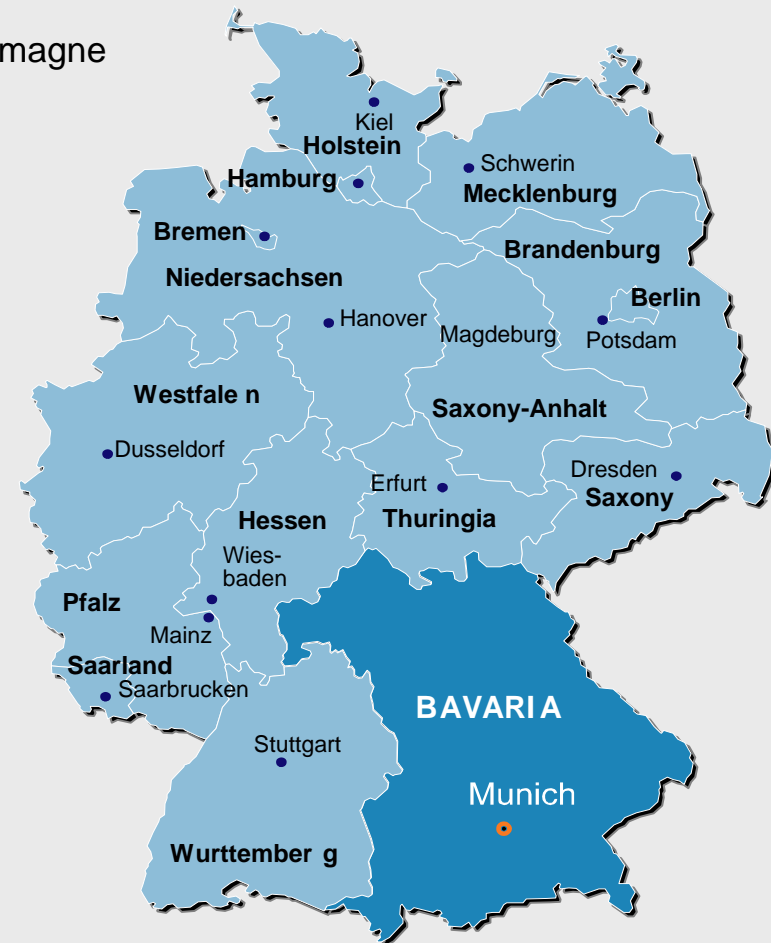 magne
Kiel
Holstein
Schwerin
Hamburg
Mecklenburg
Bremen
Brandenburg
Niedersachsen
Berlin
Hanover
Magdeburg
Potsdam
Westfale n
Saxony-Anhalt
Dusseldorf
Dresden
Erfurt
Saxony
Hessen
Thuringia
Wies-
baden
Pfalz
Mainz
Saarland
Saarbrucken
BAVARI A
Stuttgart
Munich
Wurttember g